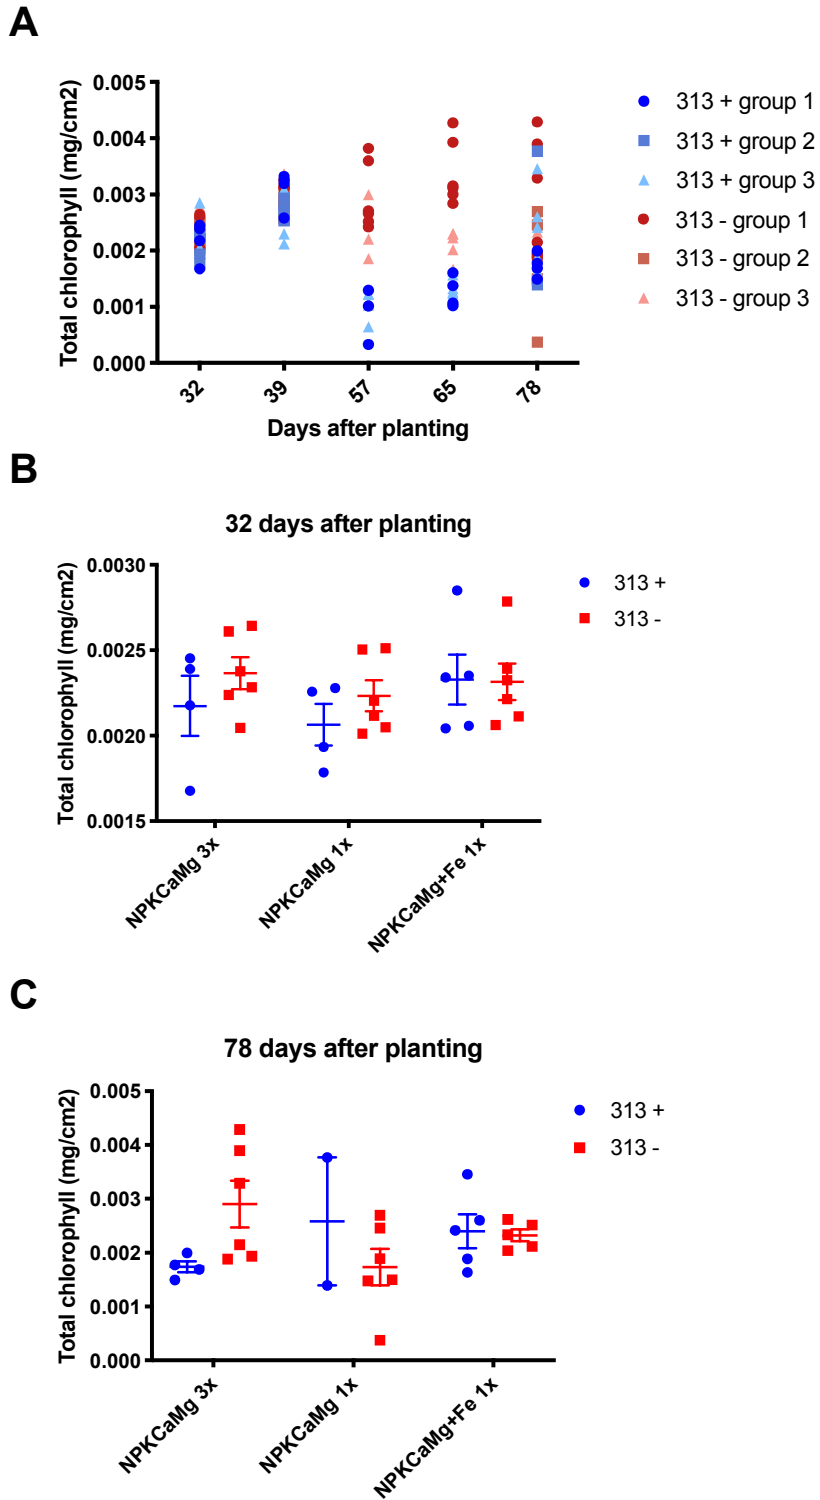 A
Total chlorophyll (mg/cm2)
0.005
0.004
0.003
0.002
0.001
0.000
32
39
57
65
78
Days after planting
313 + group 1
313 + group 2
313 + group 3
313 - group 1
313 - group 2
313 - group 3
B
32 days after planting
Total chlorophyll (mg/cm2)
0.0030
0.0025
0.0020
0.0015
NPKCaMg 3x
NPKCaMg 1x
NPKCaMg+Fe 1x
313 +
313 -
C
78 days after planting
Total chlorophyll (mg/cm2)
0.005
0.004
0.003
0.002
0.001
0.000
NPKCaMg 3x
NPKCaMg 1x
NPKCaMg+Fe 1x
313 +
313 -